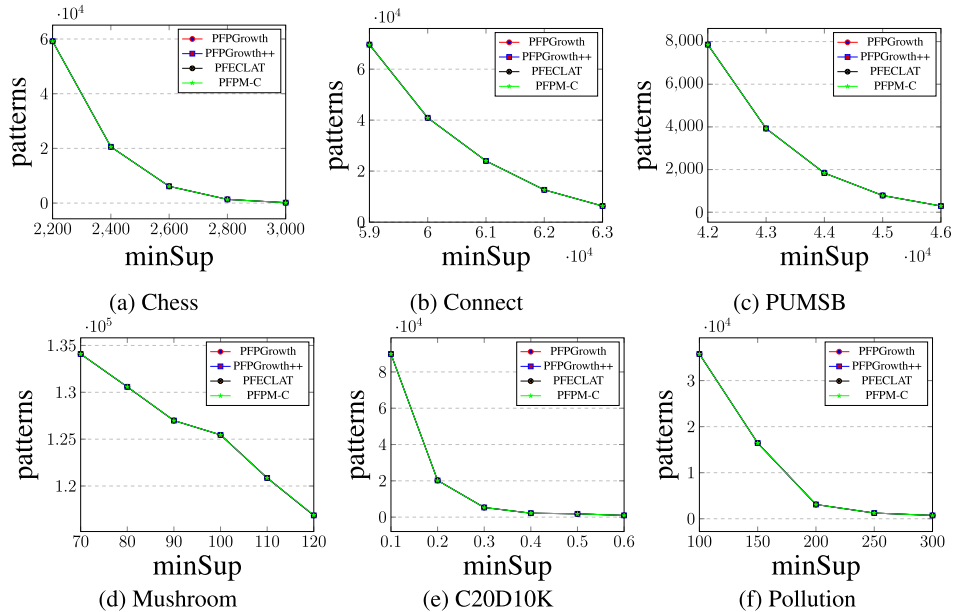 ·10^4
6
4
2
0
patterns
PFPGrowth
PFPGrowth++
PFECLAT
PFPM-C
2,200 2,400 2,600 2,800 3,000
minSup
(a) Chess
·10^4
6
4
2
0
patterns
PFPGrowth
PFPGrowth++
PFECLAT
PFPM-C
5.9 6 6.1 6.2 6.3
minSup ·10^4
(b) Connect
8,000
6,000
4,000
2,000
0
patterns
PFPGrowth
PFPGrowth++
PFECLAT
PFPM-C
4.2 4.3 4.4 4.5 4.6
minSup ·10^4
(c) PUMSB
·10^5
1.35
1.3
1.25
1.2
patterns
PFPGrowth
PFPGrowth++
PFECLAT
PFPM-C
70 80 90 100 110 120
minSup
(d) Mushroom
·10^4
8
6
4
2
0
patterns
PFPGrowth
PFPGrowth++
PFECLAT
PFPM-C
0.1 0.2 0.3 0.4 0.5 0.6
minSup
(e) C20D10K
·10^4
3
2
1
0
patterns
PFPGrowth
PFPGrowth++
PFECLAT
PFPM-C
100 150 200 250 300
minSup
(f) Pollution